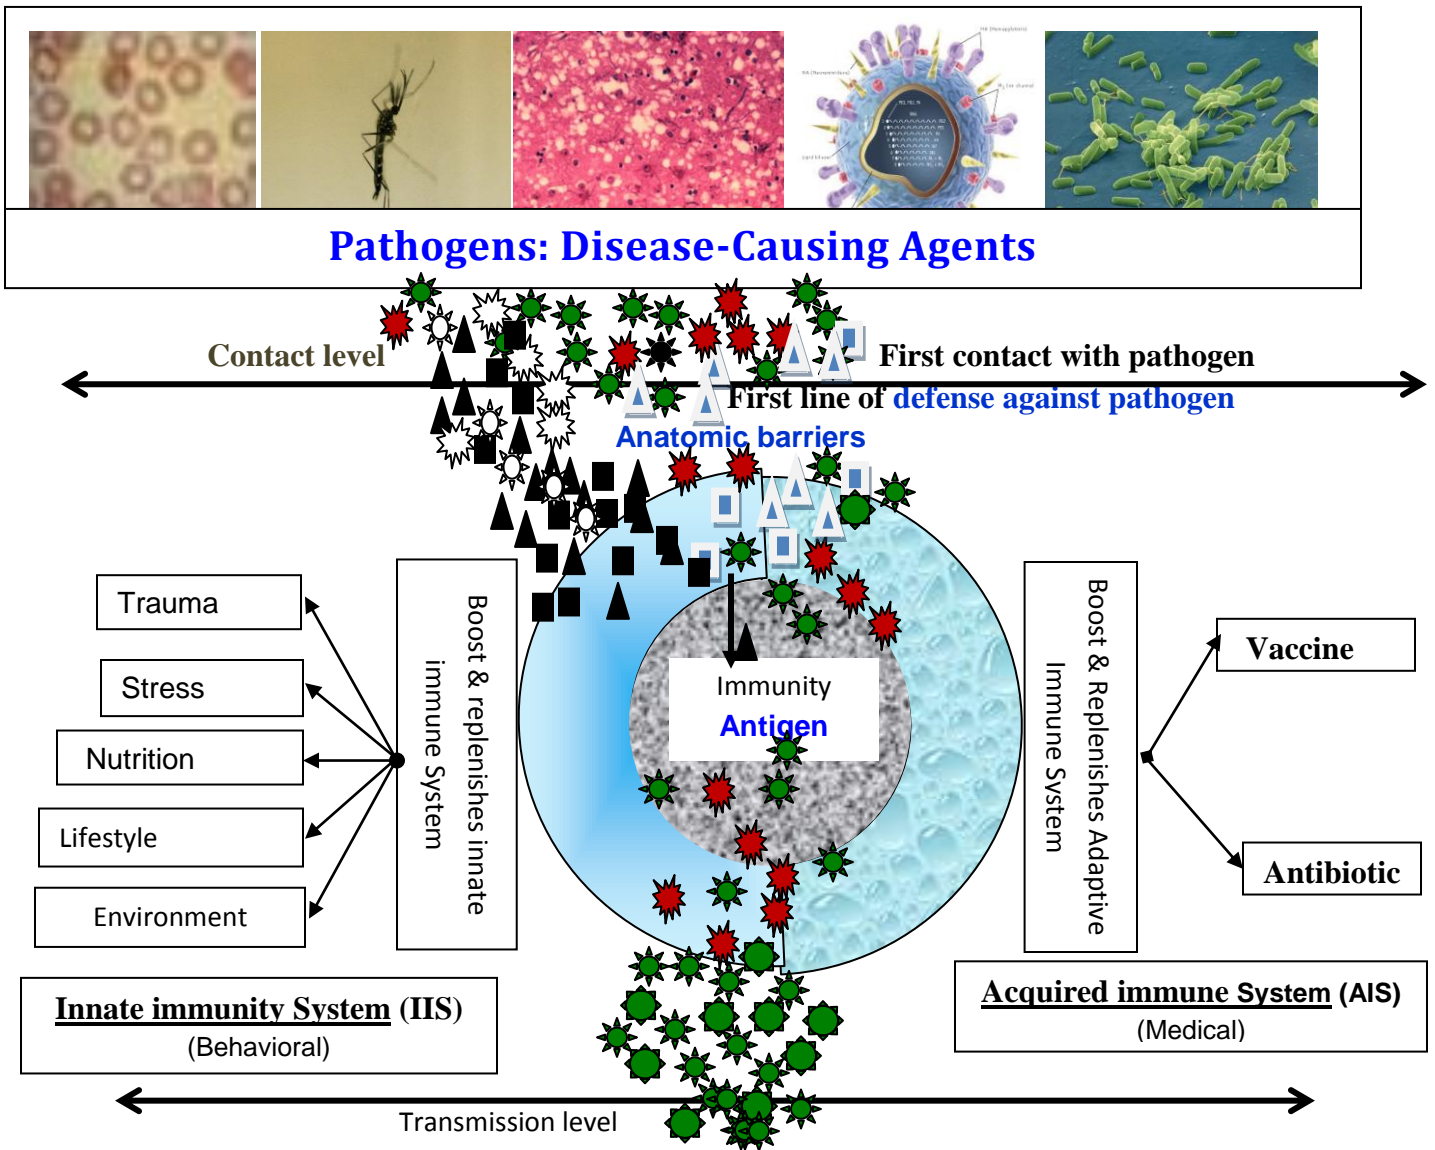 HA (Hemagglutinin)
Pathogens: Disease-Causing Agents
Contact level
First contact with pathogen
First line of defense against pathogen
Anatomic barriers
Trauma
Stress
Nutrition
Lifestyle
Environment
Boost & replenishes innate
immune System
Immunity
Antigen
Boost & Replenishes Adaptive
Immune System
Vaccine
Antibiotic
Innate immunity System (IIS)
(Behavioral)
Acquired immune System (AIS)
(Medical)
Transmission level